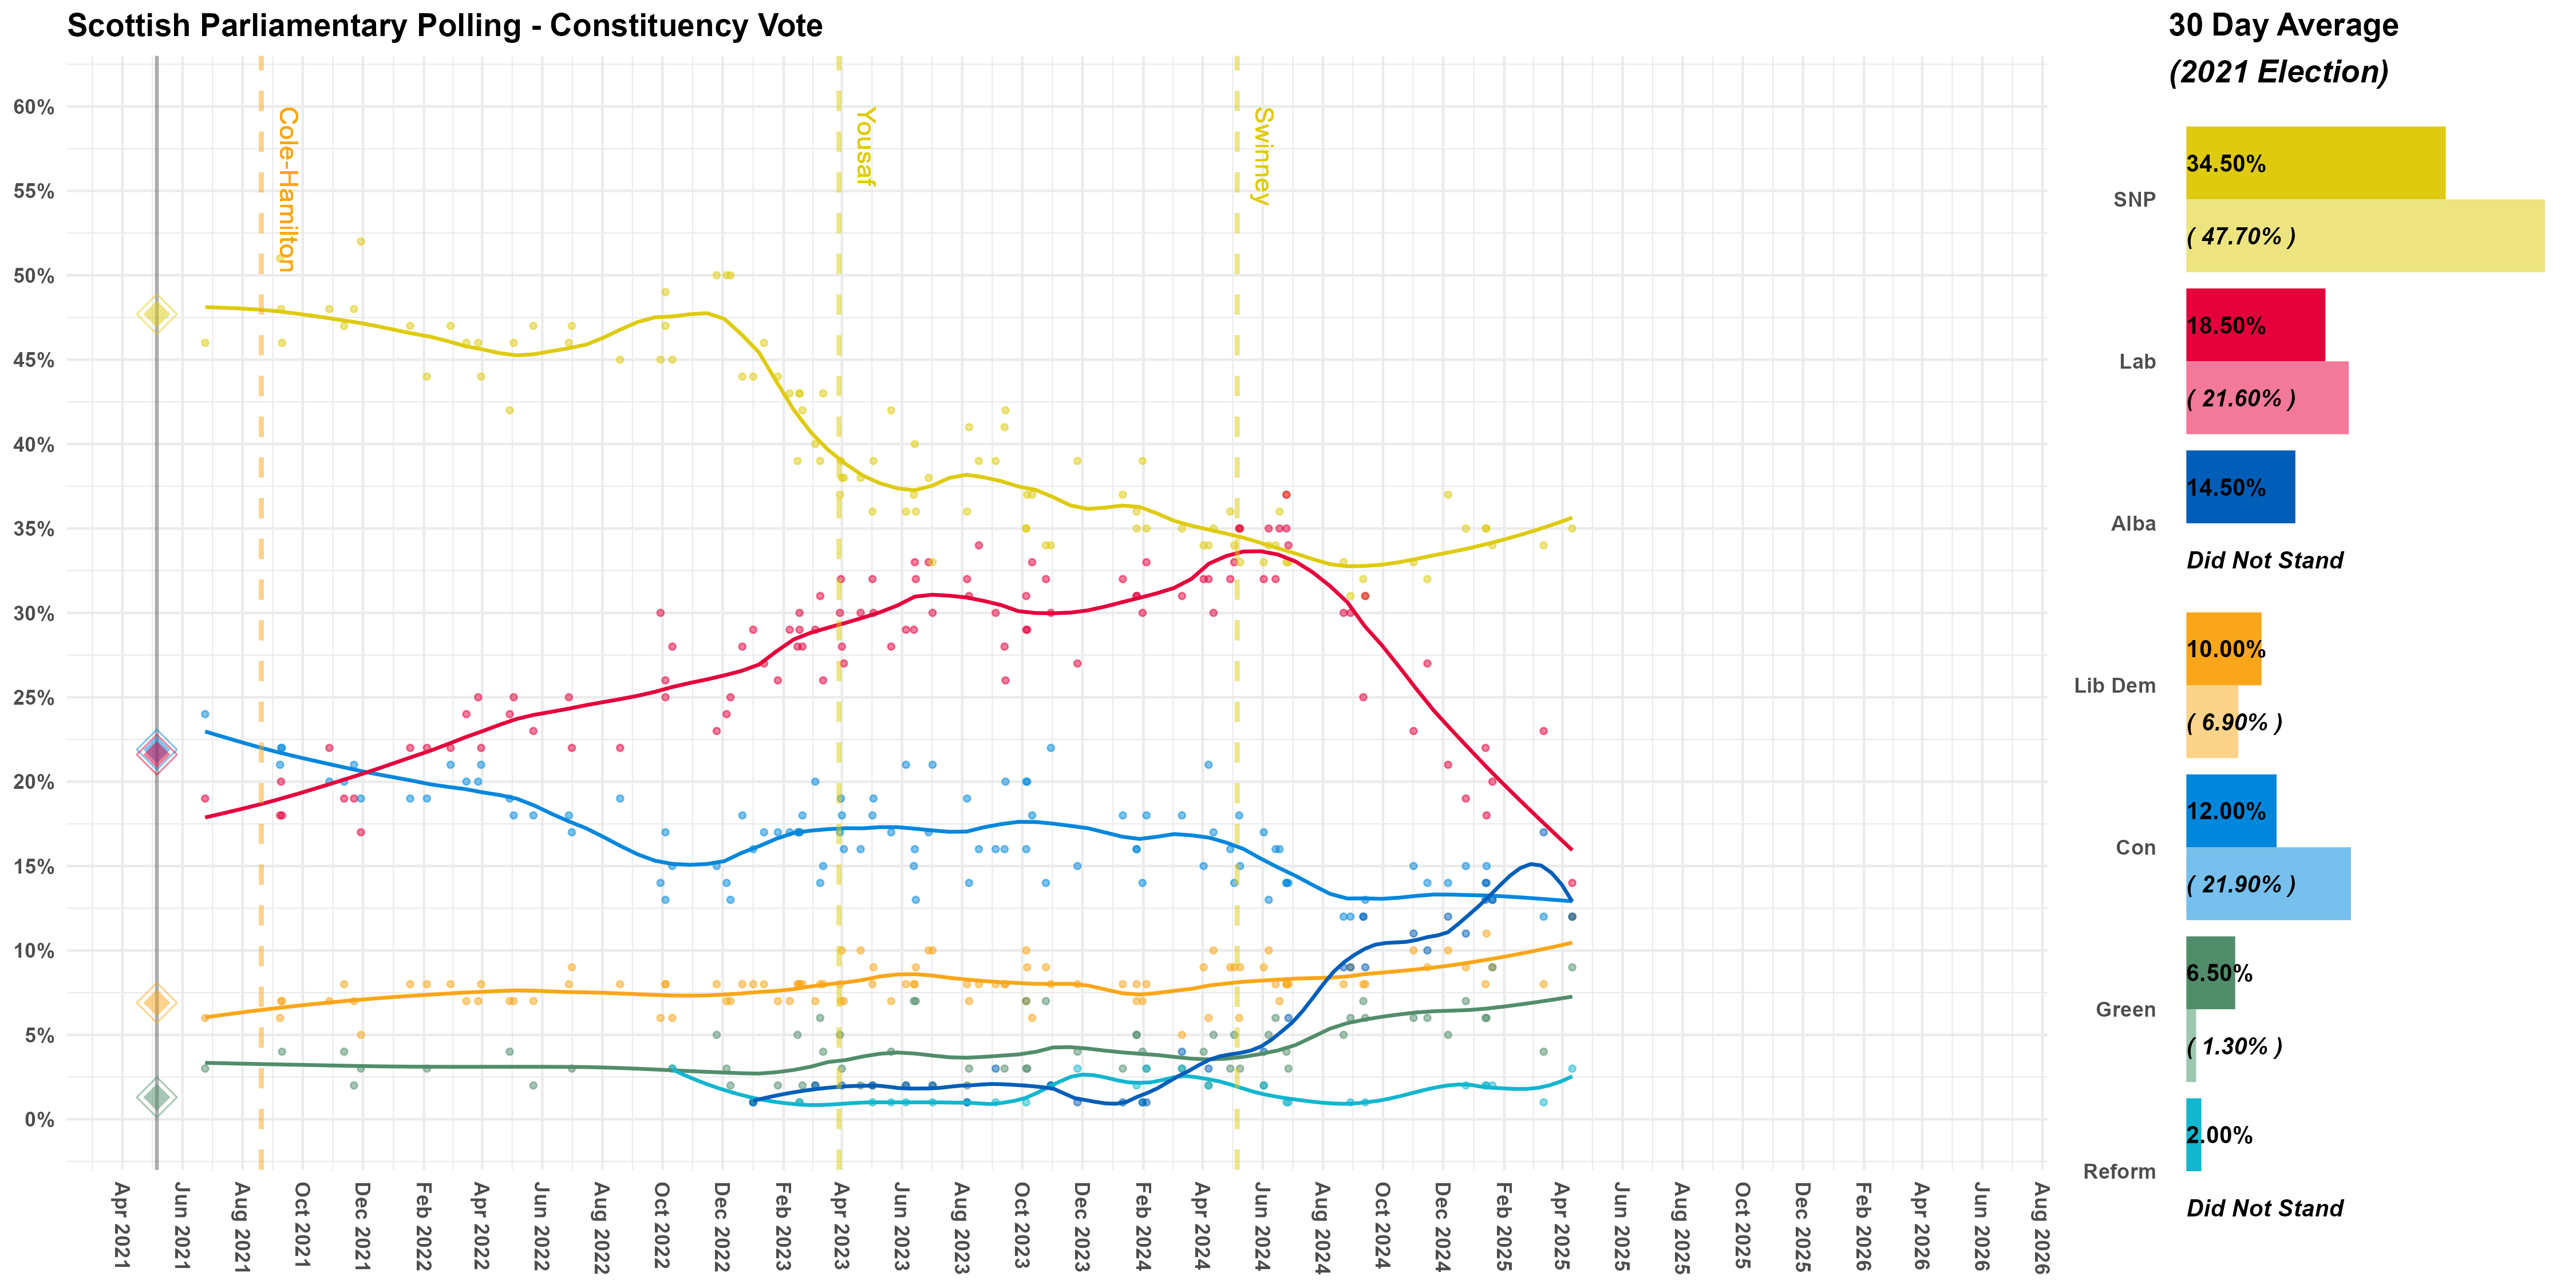 Scottish Parliamentary Polling - Constituency Vote
60%
55%
50%
45%
40%
35%
30%
25%
20%
15%
10%
5%
0%
Cole-Hamilton
Yousaf
Swinney
Apr 2021
Jun 2021
Aug 2021
Oct 2021
Dec 2021
Feb 2022
Apr 2022
Jun 2022
Aug 2022
Oct 2022
Dec 2022
Feb 2023
Apr 2023
Jun 2023
Aug 2023
Oct 2023
Dec 2023
Feb 2024
Apr 2024
Jun 2024
Aug 2024
Oct 2024
Dec 2024
Feb 2025
Apr 2025
Jun 2025
Aug 2025
Oct 2025
Dec 2025
Feb 2026
Apr 2026
Jun 2026
Aug 2026
30 Day Average
(2021 Election)
SNP
34.50%
( 47.70% )
Lab
18.50%
( 21.60% )
Alba
14.50%
Did Not Stand
Lib Dem
10.00%
( 6.90% )
Con
12.00%
( 21.90% )
Green
6.50%
( 1.30% )
Reform
2.00%
Did Not Stand